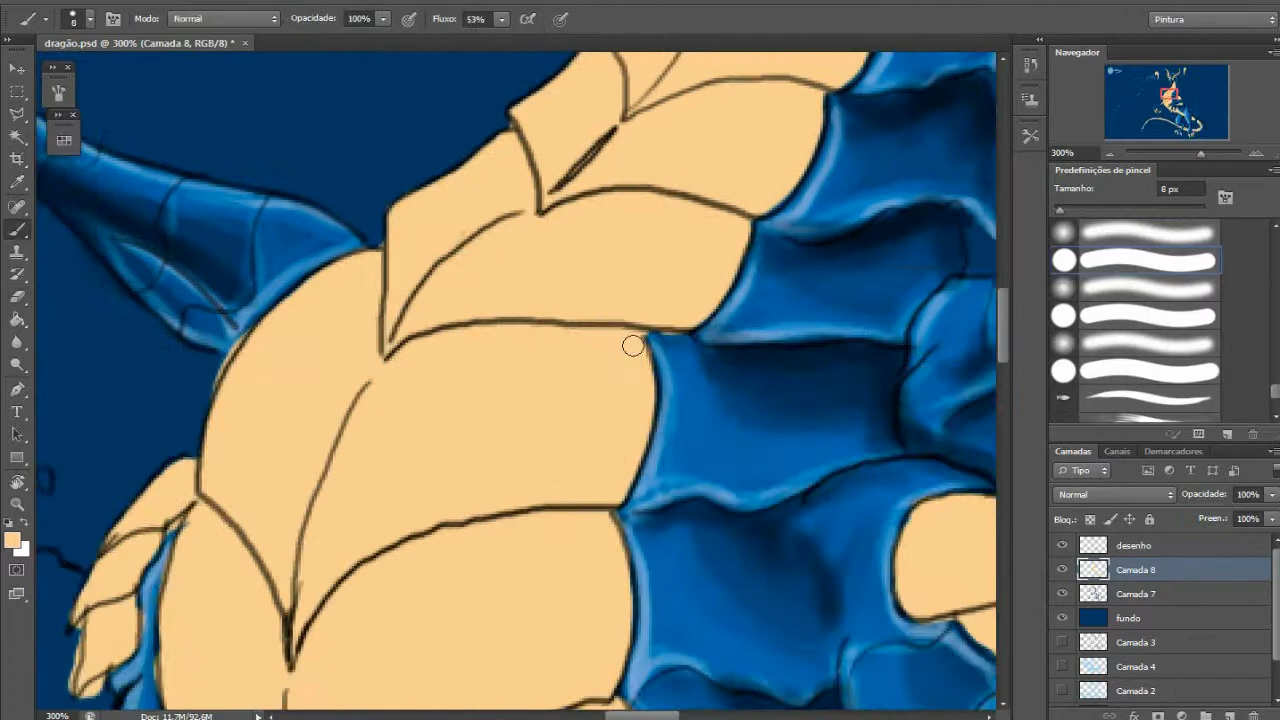 8 Modo: Normal Opacidade: 100% Fluxo: 53% Pintura
dragão.psd @ 300% (Camada 8, RGB/8) * ×
Navegador
300%
Predefinições de pincel
Tamanho: 8 px
Camadas Canais Demarcadores
Tipo
Normal Opacidade: 100%
Bloq.: Preen.: 100%
desenho
Camada 8
Camada 7
fundo
Camada 3
Camada 4
Camada 2
300% Doc: 11,7M/92,6M